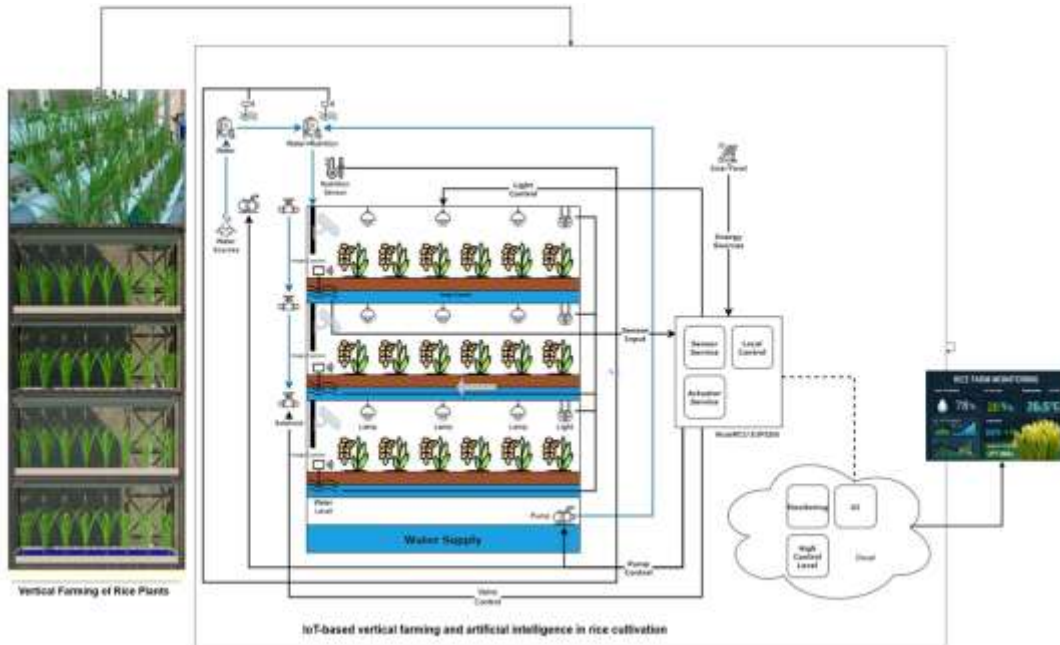 Water
Water+Nutrition
Nutrition
Sensor
Light
Control
Solar Panel
Water
Sources
Energy
Sources
Sensor
Input
Sensor
Service
Local
Control
Actuator
Service
RICE FARM MONITORING
78%
26.5°C
Solenoid
Lamp
Lamp
Lamp
Light
Water
Level
Pump
Water Supply
Monitoring
High
Control
Level
Cloud
Pump
Control
Valve
Control
Vertical Farming of Rice Plants
IoT-based vertical farming and artificial intelligence in rice cultivation